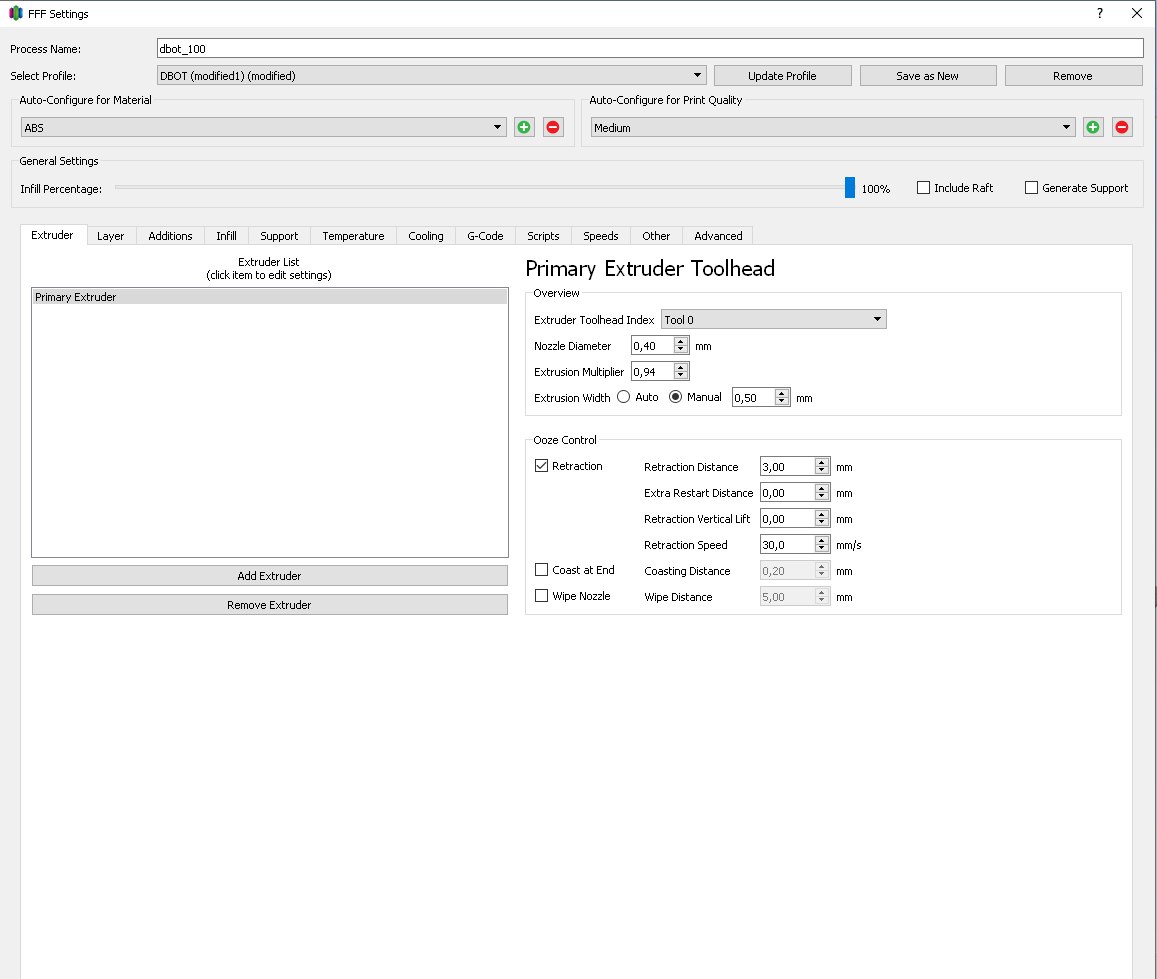 FFF Settings ?
Process Name: dbot_100
Select Profile: DBOT (modified1) (modified) Update Profile Save as New Remove
Auto-Configure for Material Auto-Configure for Print Quality
ABS Medium
General Settings
Infill Percentage: 100% Include Raft Generate Support
Extruder Layer Additions Infill Support Temperature Cooling G-Code Scripts Speeds Other Advanced
Extruder List
(click item to edit settings)
Primary Extruder
Add Extruder
Remove Extruder
Primary Extruder Toolhead
Overview
Extruder Toolhead Index Tool 0
Nozzle Diameter 0,40 mm
Extrusion Multiplier 0,94
Extrusion Width Auto Manual 0,50 mm
Ooze Control
Retraction Retraction Distance 3,00 mm
Extra Restart Distance 0,00 mm
Retraction Vertical Lift 0,00 mm
Retraction Speed 30,0 mm/s
Coast at End Coasting Distance 0,20 mm
Wipe Nozzle Wipe Distance 5,00 mm